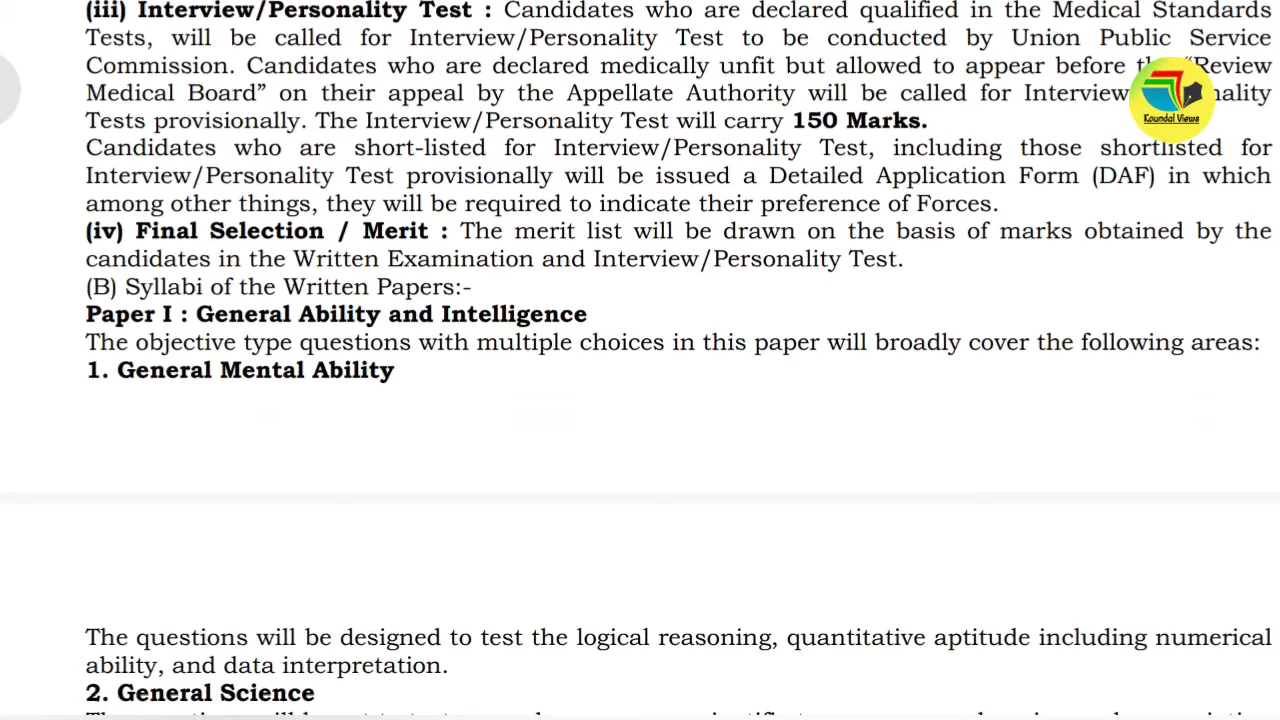 (iii) Interview/Personality Test : Candidates who are declared qualified in the Medical Standards
Tests, will be called for Interview/Personality Test to be conducted by Union Public Service
Commission. Candidates who are declared medically unfit but allowed to appear before “Review
Medical Board” on their appeal by the Appellate Authority will be called for Interview
Tests provisionally. The Interview/Personality Test will carry 150 Marks.
Koundal Views
Candidates who are short-listed for Interview/Personality Test, including those shortlisted for
Interview/Personality Test provisionally will be issued a Detailed Application Form (DAF) in which
among other things, they will be required to indicate their preference of Forces.
(iv) Final Selection / Merit : The merit list will be drawn on the basis of marks obtained by the
candidates in the Written Examination and Interview/Personality Test.
(B) Syllabi of the Written Papers:-
Paper I : General Ability and Intelligence
The objective type questions with multiple choices in this paper will broadly cover the following areas:
1. General Mental Ability
The questions will be designed to test the logical reasoning, quantitative aptitude including numerical
ability, and data interpretation.
2. General Science